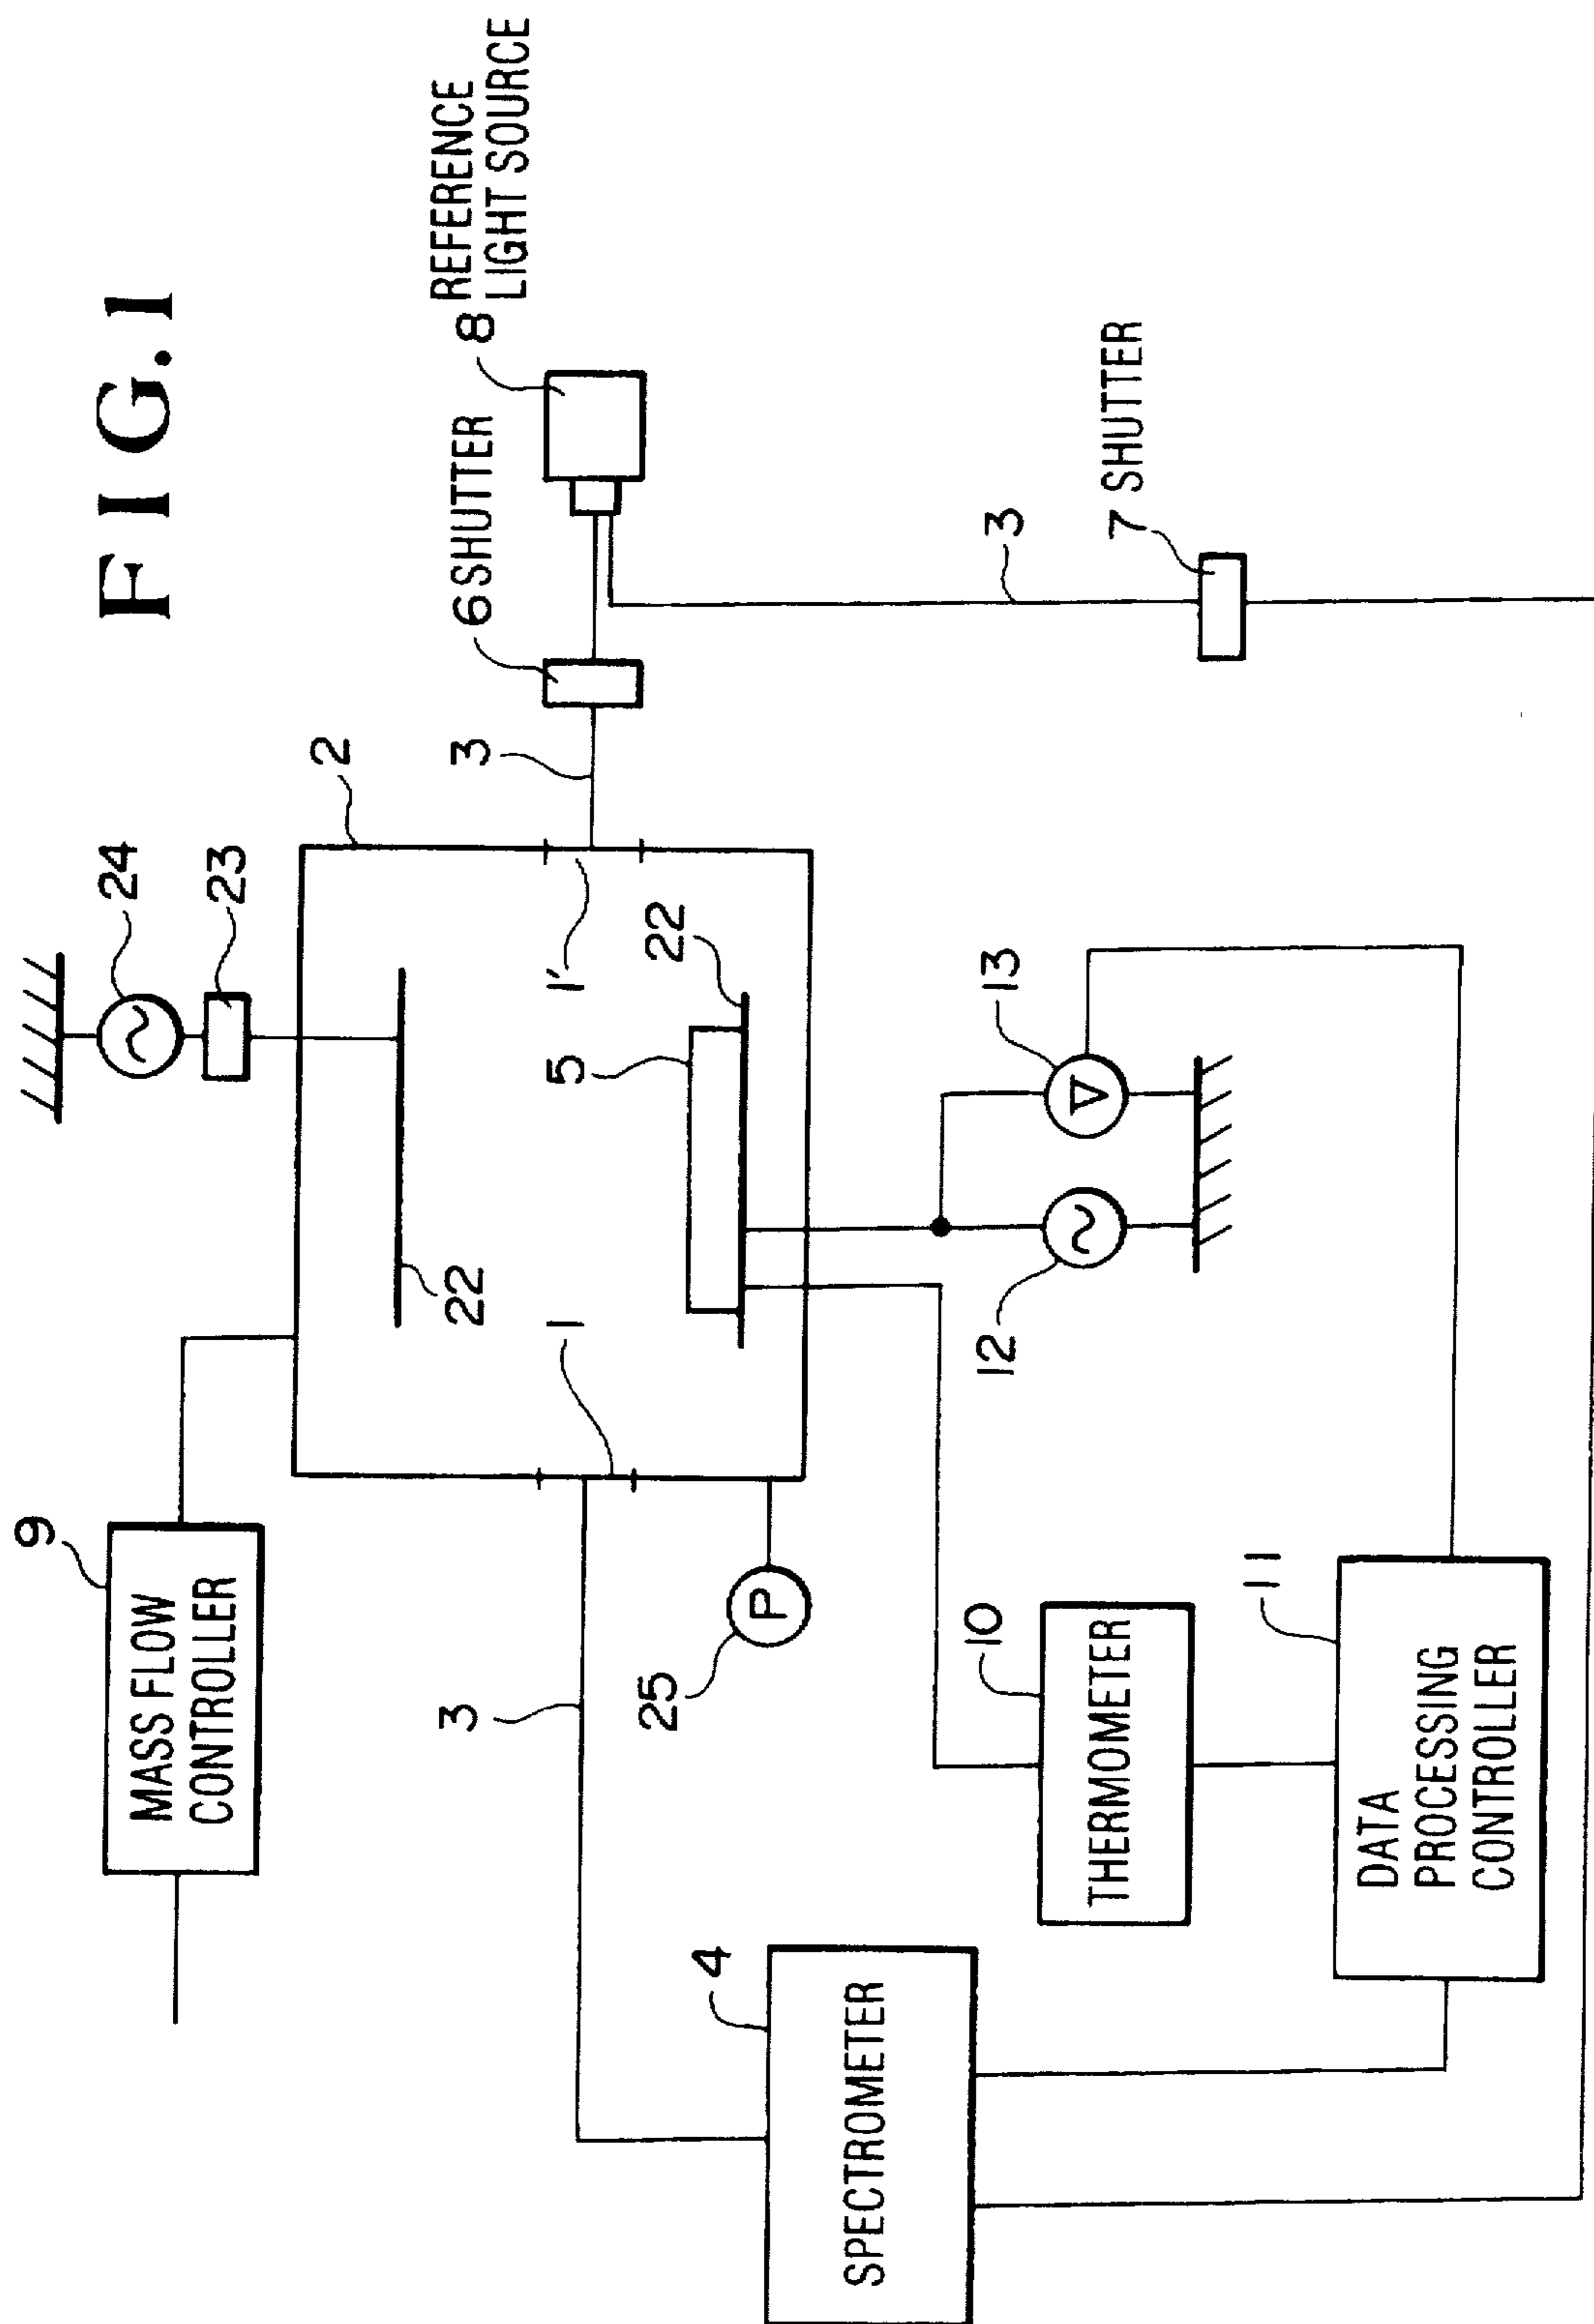 FIG.1
24
23
2
9
MASS FLOW
CONTROLLER
22
1
1'
3
6 SHUTTER
8 REFERENCE
LIGHT SOURCE
5
22
3
25
P
4
SPECTROMETER
10
THERMOMETER
12
13
V
3
7 SHUTTER
11
DATA
PROCESSING
CONTROLLER